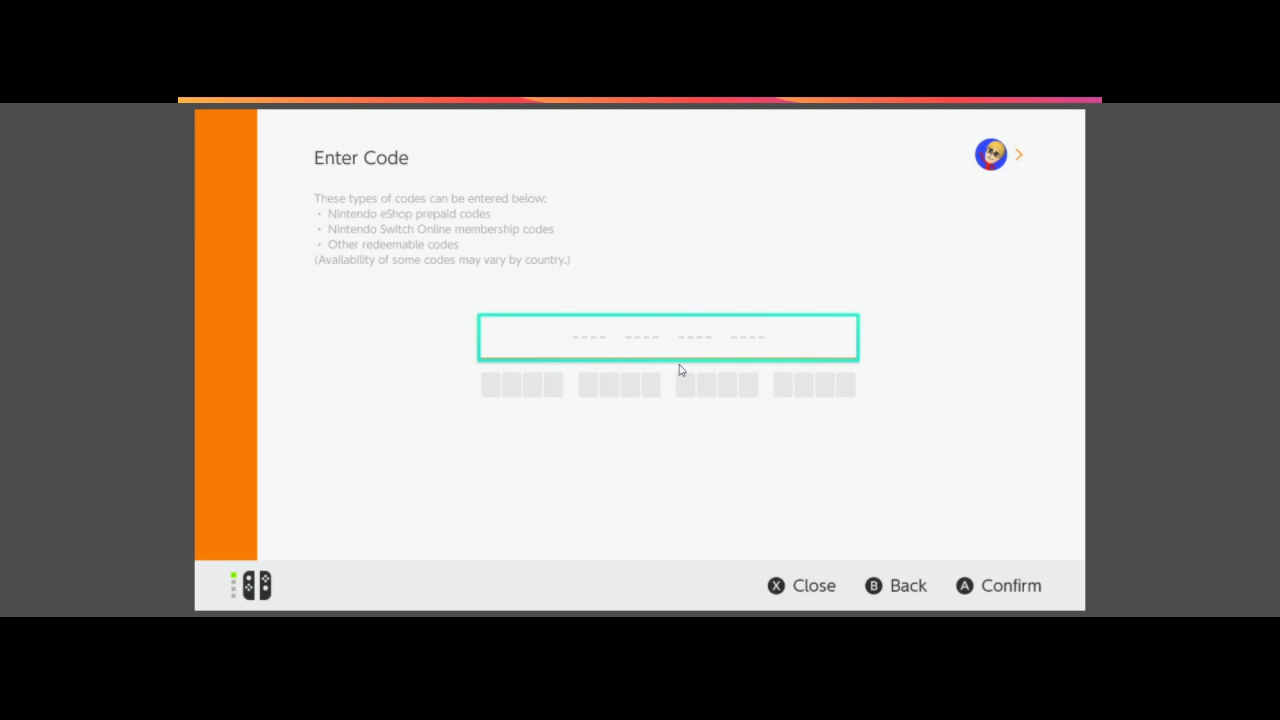 Enter Code
These types of codes can be entered below:
・ Nintendo eShop prepaid codes
・ Nintendo Switch Online membership codes
・ Other redeemable codes
(Availability of some codes may vary by country.)
---- ---- ---- ----
X Close B Back A Confirm